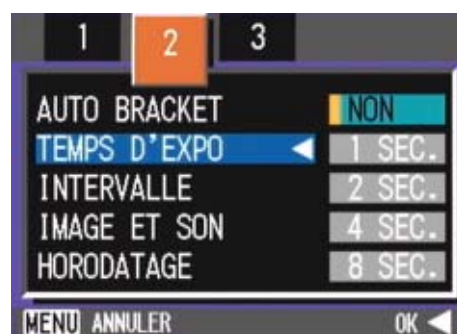 1 2 3
AUTO BRACKET NON
TEMPS D'EXPO 1 SEC.
INTERVALLE 2 SEC.
IMAGE ET SON 4 SEC.
HORODATAGE 8 SEC.
MENU ANNULER OK